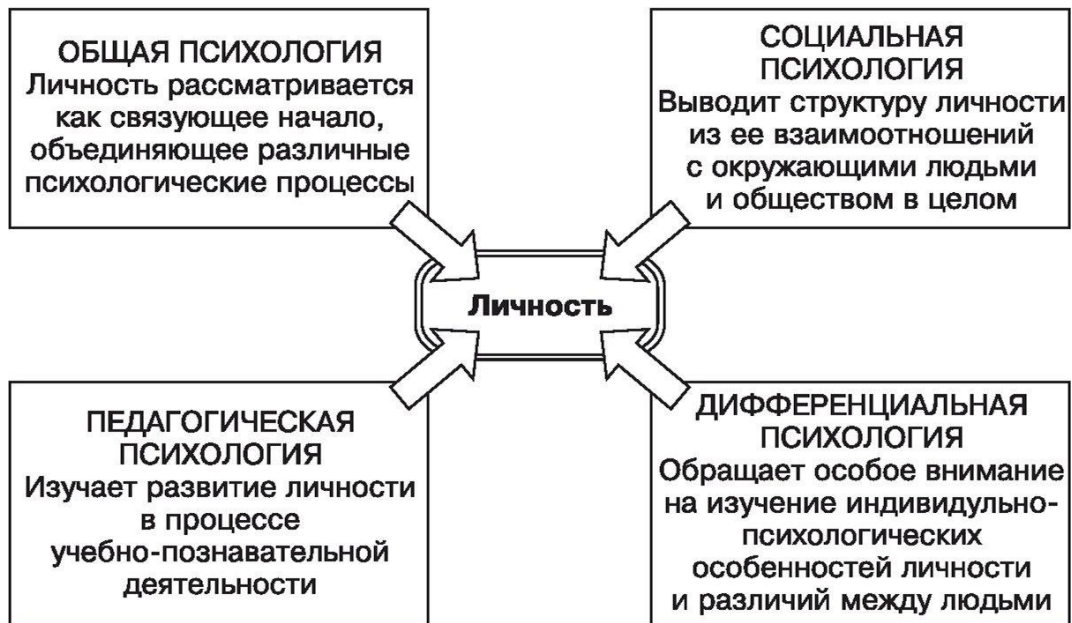 ОБЩАЯ ПСИХОЛОГИЯ
Личность рассматривается
как связующее начало,
объединяющее различные
психологические процессы
СОЦИАЛЬНАЯ
ПСИХОЛОГИЯ
Выводит структуру личности
из ее взаимоотношений
с окружающими людьми
и обществом в целом
Личность
ПЕДАГОГИЧЕСКАЯ
ПСИХОЛОГИЯ
Изучает развитие личности
в процессе
учебно-познавательной
деятельности
ДИФФЕРЕНЦИАЛЬНАЯ
ПСИХОЛОГИЯ
Обращает особое внимание
на изучение индивидульно-
психологических
особенностей личности
и различий между людьми